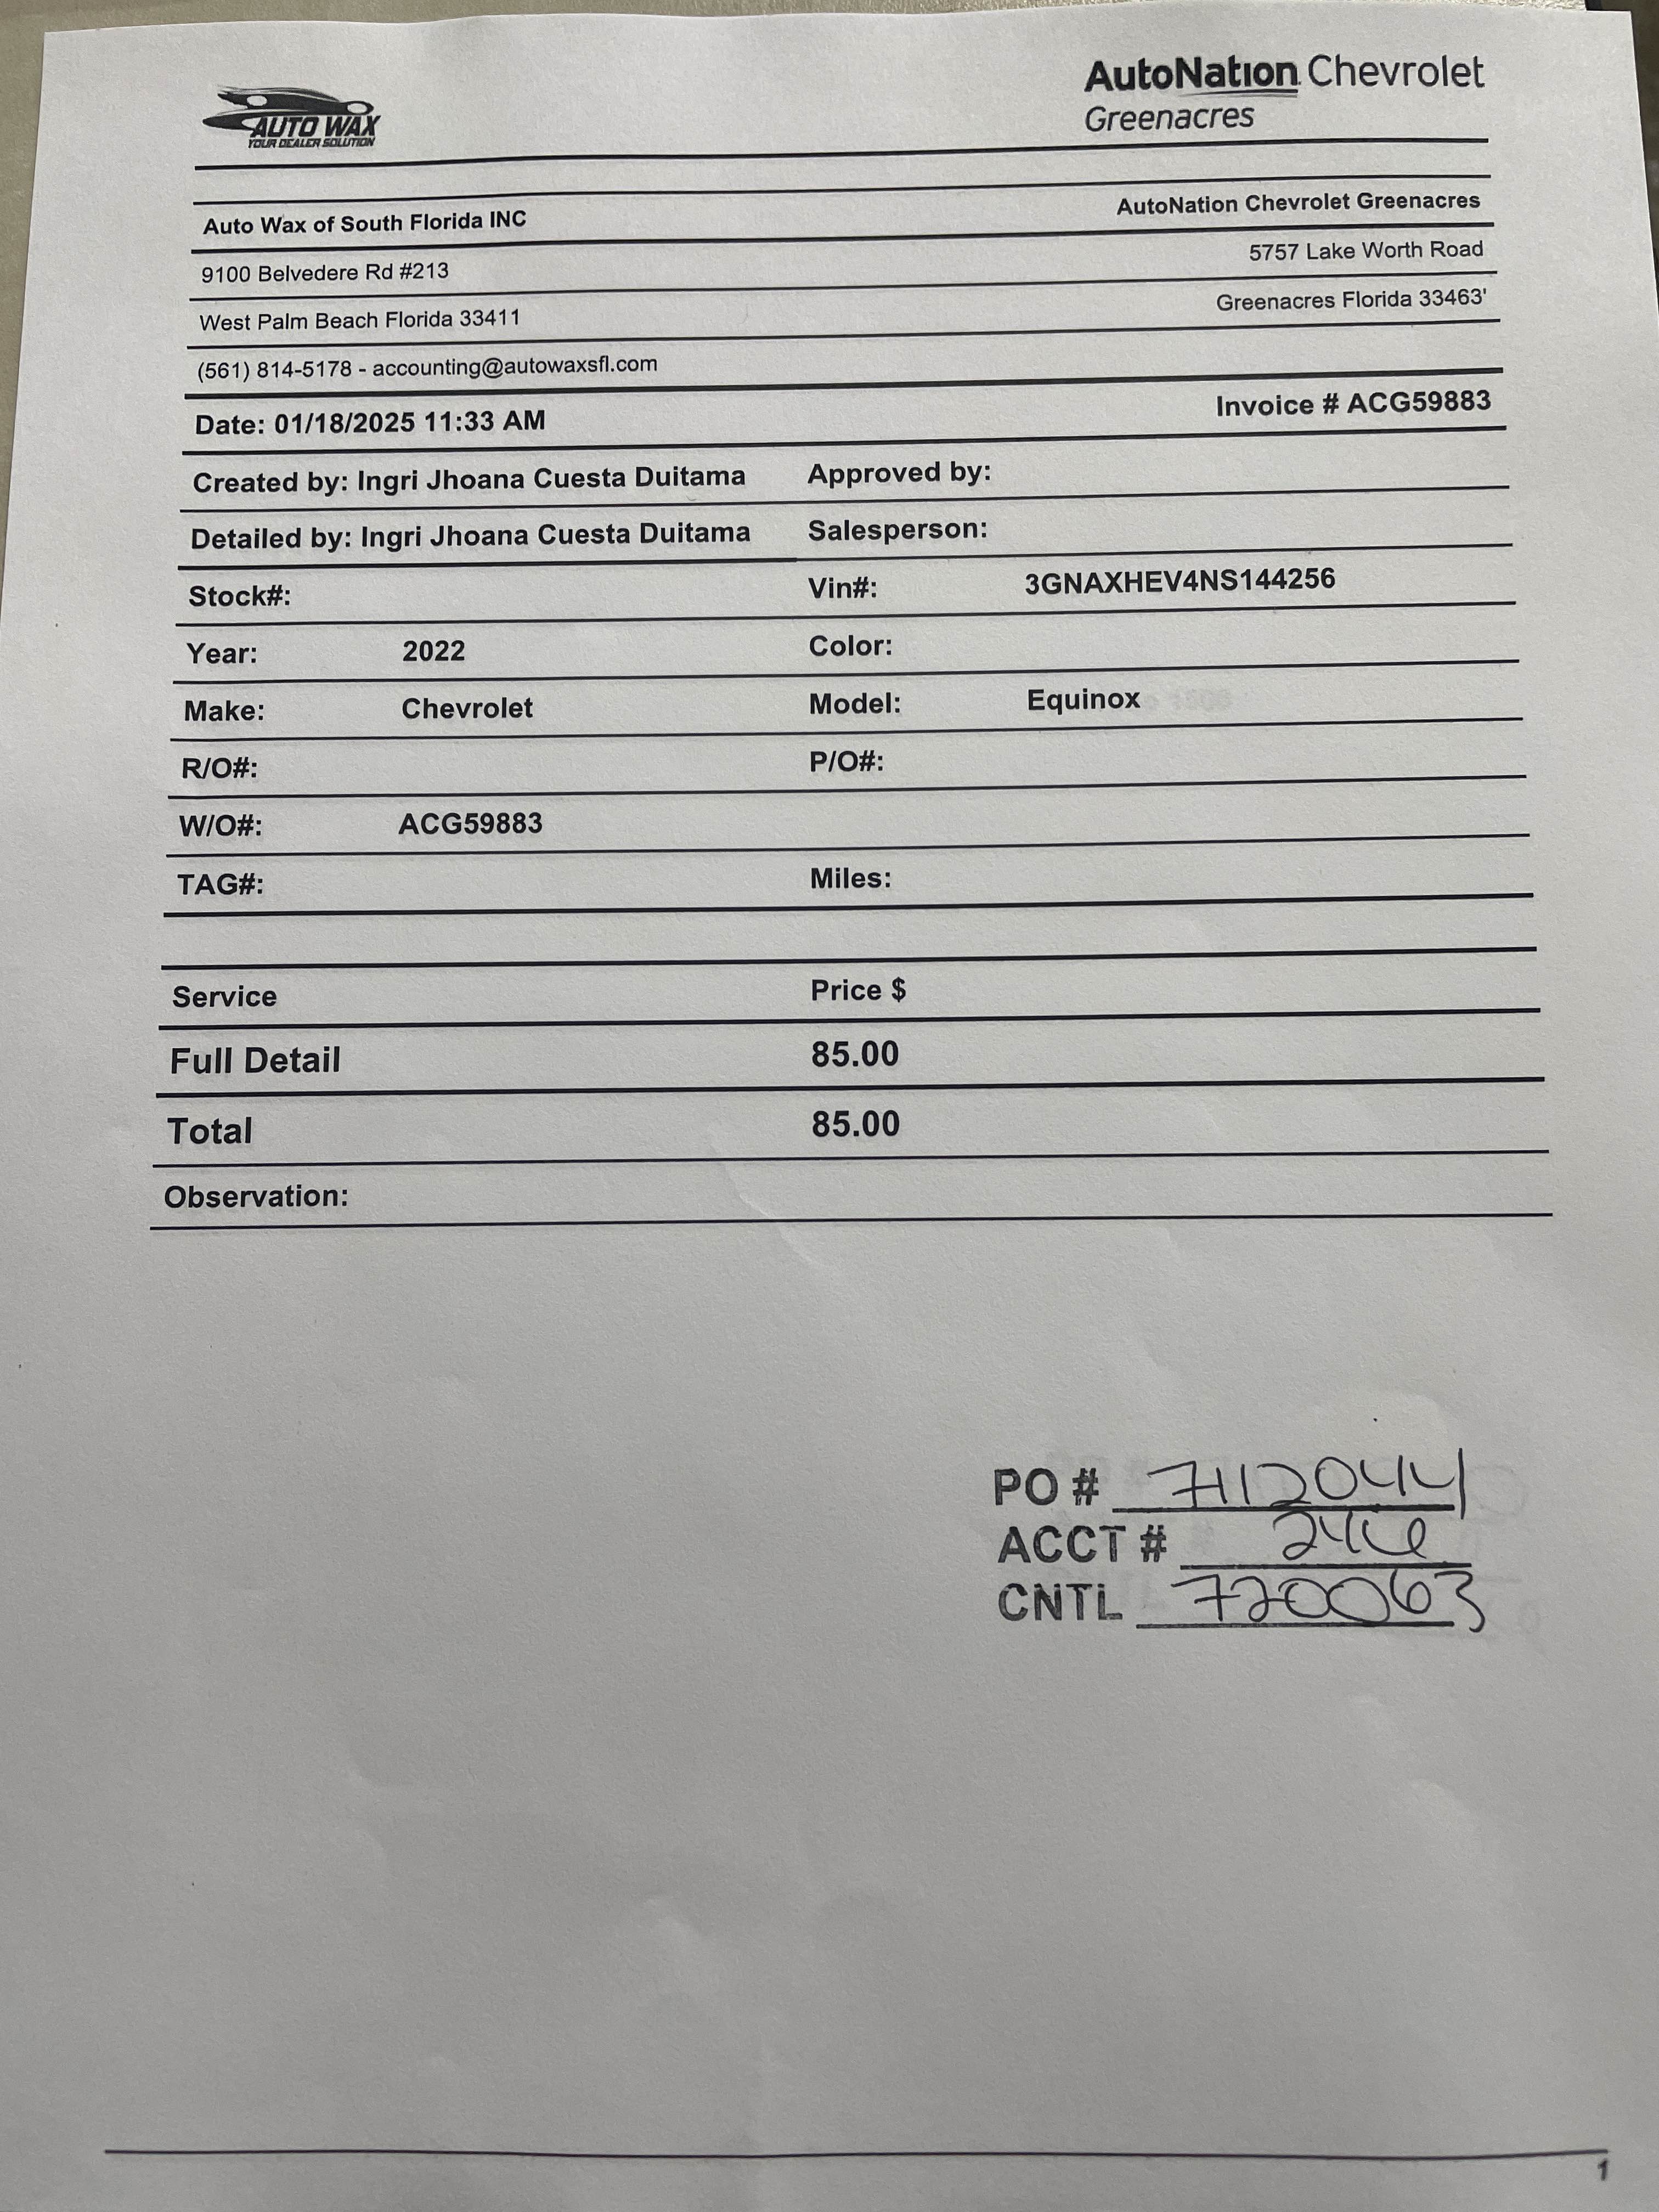 AUTO WAX
YOUR DEALER SOLUTION
AutoNation Chevrolet
Greenacres
Auto Wax of South Florida INC AutoNation Chevrolet Greenacres
9100 Belvedere Rd #213 5757 Lake Worth Road
West Palm Beach Florida 33411 Greenacres Florida 33463'
(561) 814-5178 - accounting@autowaxsfl.com
Date: 01/18/2025 11:33 AM Invoice # ACG59883
Created by: Ingri Jhoana Cuesta Duitama Approved by:
Detailed by: Ingri Jhoana Cuesta Duitama Salesperson:
Stock#: Vin#: 3GNAXHEV4NS144256
Year: 2022 Color:
Make: Chevrolet Model: Equinox
R/O#: P/O#:
W/O#: ACG59883
TAG#: Miles:
Service Price $
Full Detail 85.00
Total 85.00
Observation:
PO # 7112044
ACCT # 246
CNTL 720063
1